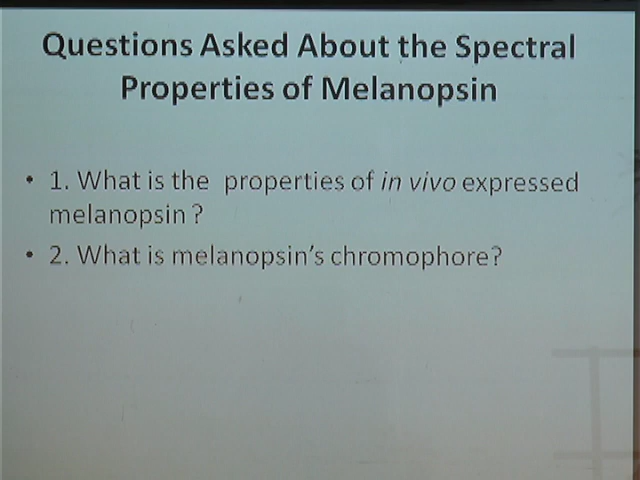 Questions Asked About the Spectral
Properties of Melanopsin
• 1. What is the  properties of in vivo expressed
melanopsin ?
• 2. What is melanopsin's chromophore?